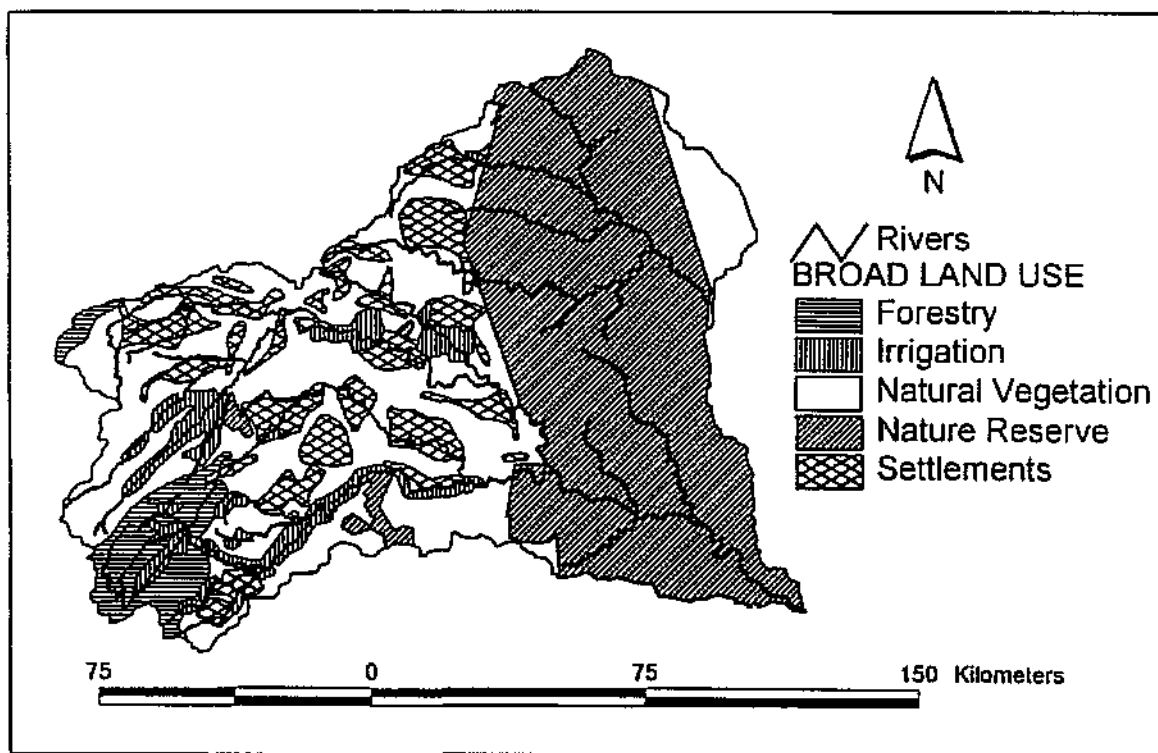 N
Rivers
BROAD LAND USE
Forestry
Irrigation
Natural Vegetation
Nature Reserve
Settlements
75 0 75 150 Kilometers